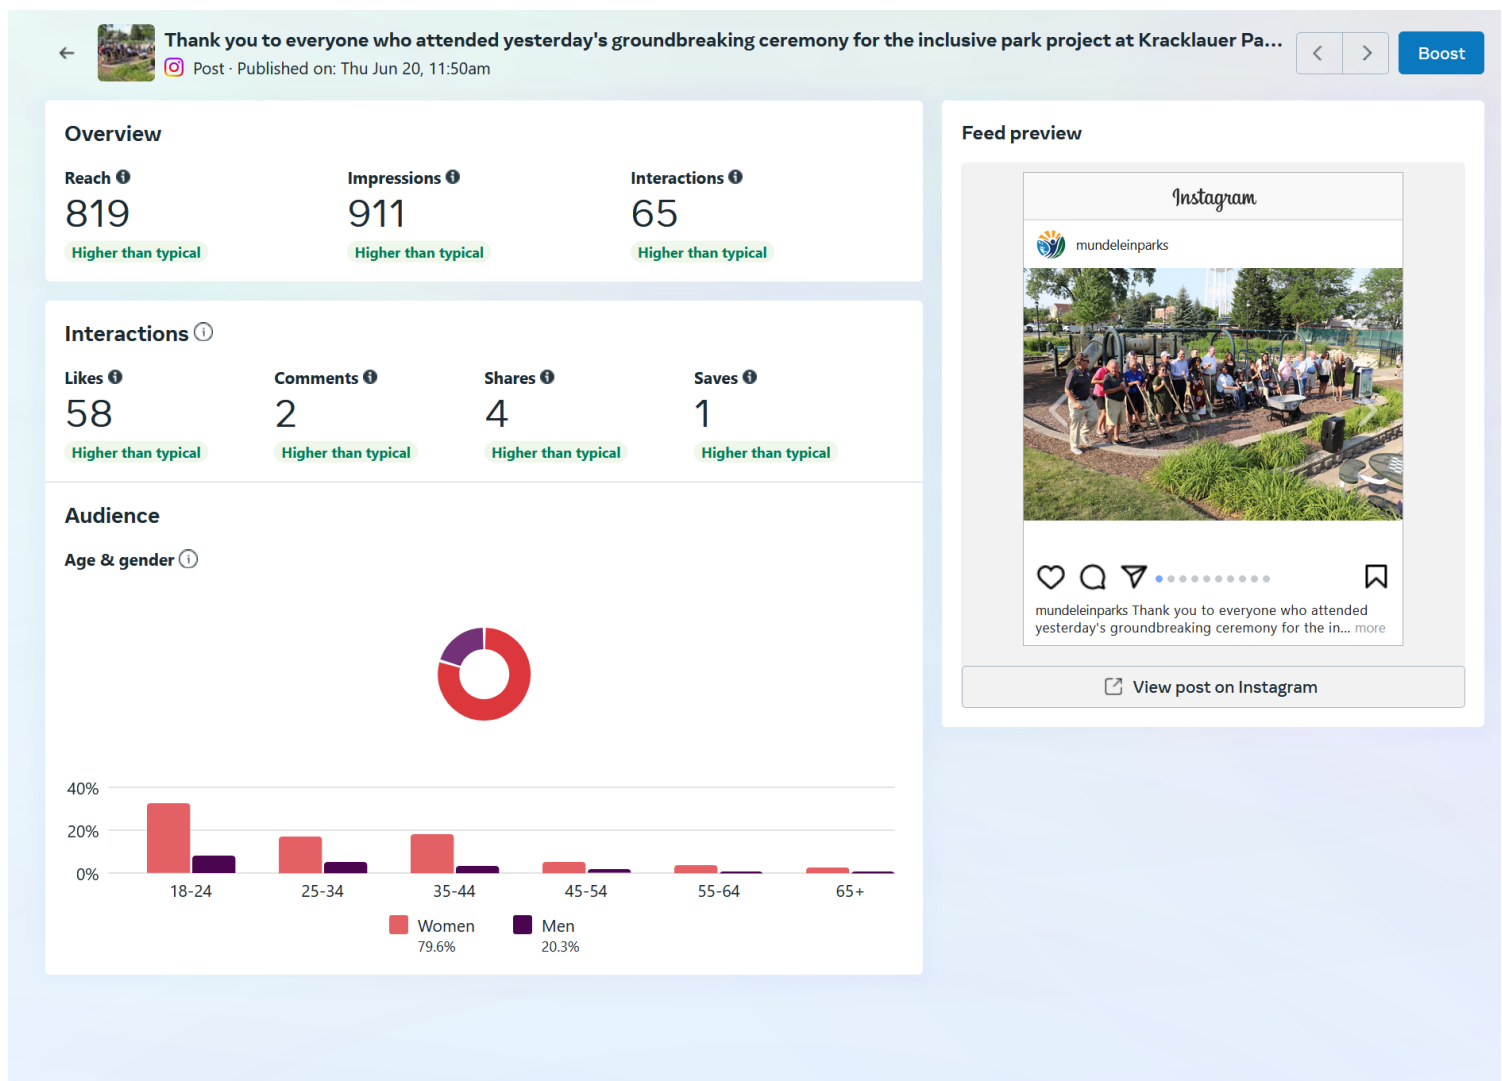 Thank you to everyone who attended yesterday's groundbreaking ceremony for the inclusive park project at Kracklauer Pa...
Post · Published on: Thu Jun 20, 11:50am
Boost
Overview
Reach
Impressions
Interactions
819
911
65
Higher than typical
Higher than typical
Higher than typical
Interactions
Likes
Comments
Shares
Saves
58
2
4
1
Higher than typical
Higher than typical
Higher than typical
Higher than typical
Audience
Age & gender
40%
20%
0%
18-24
25-34
35-44
45-54
55-64
65+
Women
79.6%
Men
20.3%
Feed preview
Instagram
mundeleinparks
mundeleinparks Thank you to everyone who attended
yesterday's groundbreaking ceremony for the in... more
View post on Instagram